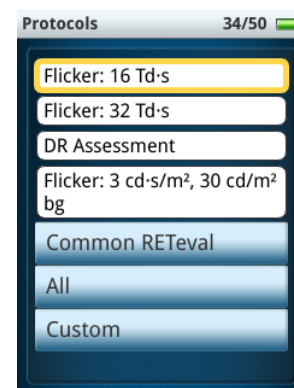 Protocols 34/50
Flicker: 16 Td·s
Flicker: 32 Td·s
DR Assessment
Flicker: 3 cd·s/m², 30 cd/m²
bg
Common RETeval
All
Custom